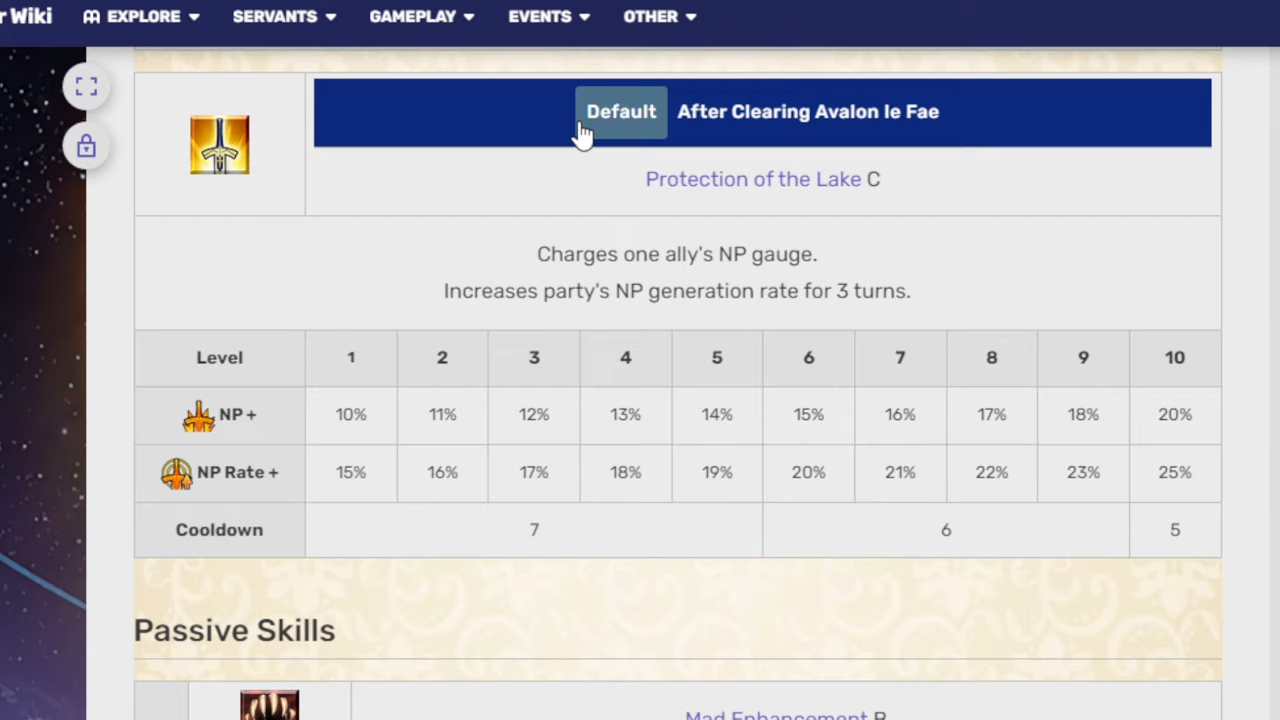 r Wiki EXPLORE SERVANTS GAMEPLAY EVENTS OTHER
Default After Clearing Avalon le Fae
Protection of the Lake C
Charges one ally's NP gauge.
Increases party's NP generation rate for 3 turns.
Level 1 2 3 4 5 6 7 8 9 10
NP + 10% 11% 12% 13% 14% 15% 16% 17% 18% 20%
NP Rate + 15% 16% 17% 18% 19% 20% 21% 22% 23% 25%
Cooldown 7 6 5
Passive Skills
Mad Enhancement B